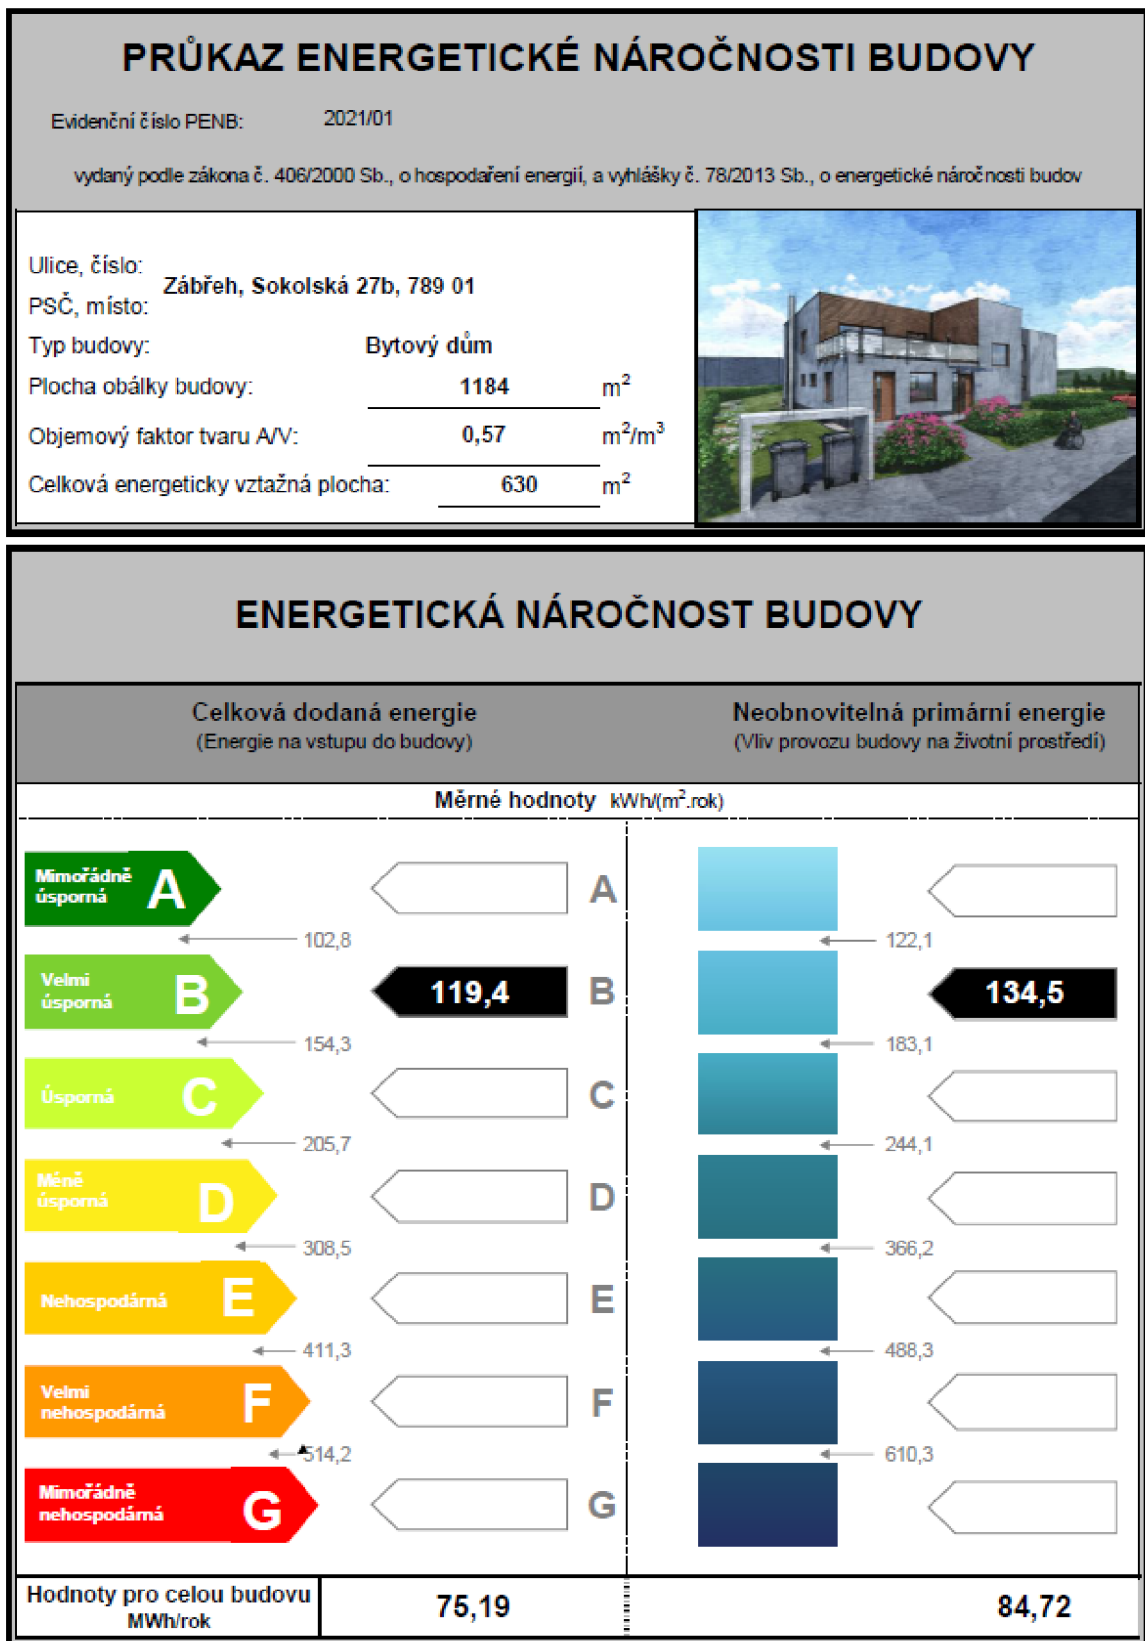 PRŮKAZ ENERGETICKÉ NÁROČNOSTI BUDOVY
Evidenční číslo PENB: 2021/01
vydaný podle zákona č. 406/2000 Sb., o hospodaření energií, a vyhlášky č. 78/2013 Sb., o energetické náročnosti budov
Ulice, číslo:
Zábřeh, Sokolská 27b, 789 01
PSČ, místo:
Typ budovy: Bytový dům
Plocha obálky budovy: 1184 m²
Objemový faktor tvaru A/V: 0,57 m²/m³
Celková energeticky vztažná plocha: 630 m²
ENERGETICKÁ NÁROČNOST BUDOVY
Celková dodaná energie
(Energie na vstupu do budovy)
Neobnovitelná primární energie
(Vliv provozu budovy na životní prostředí)
Měrné hodnoty kWh/(m².rok)
Mimořádně
úsporná
A A
102,8 122,1
Velmi
úsporná
B 119,4 B 134,5
154,3 183,1
Úsporná C C
205,7 244,1
Méně
úsporná
D D
308,5 366,2
Nehospodárná E E
411,3 488,3
Velmi
nehospodárná
F F
514,2 610,3
Mimořádně
nehospodárná
G G
Hodnoty pro celou budovu
MWh/rok
75,19 84,72